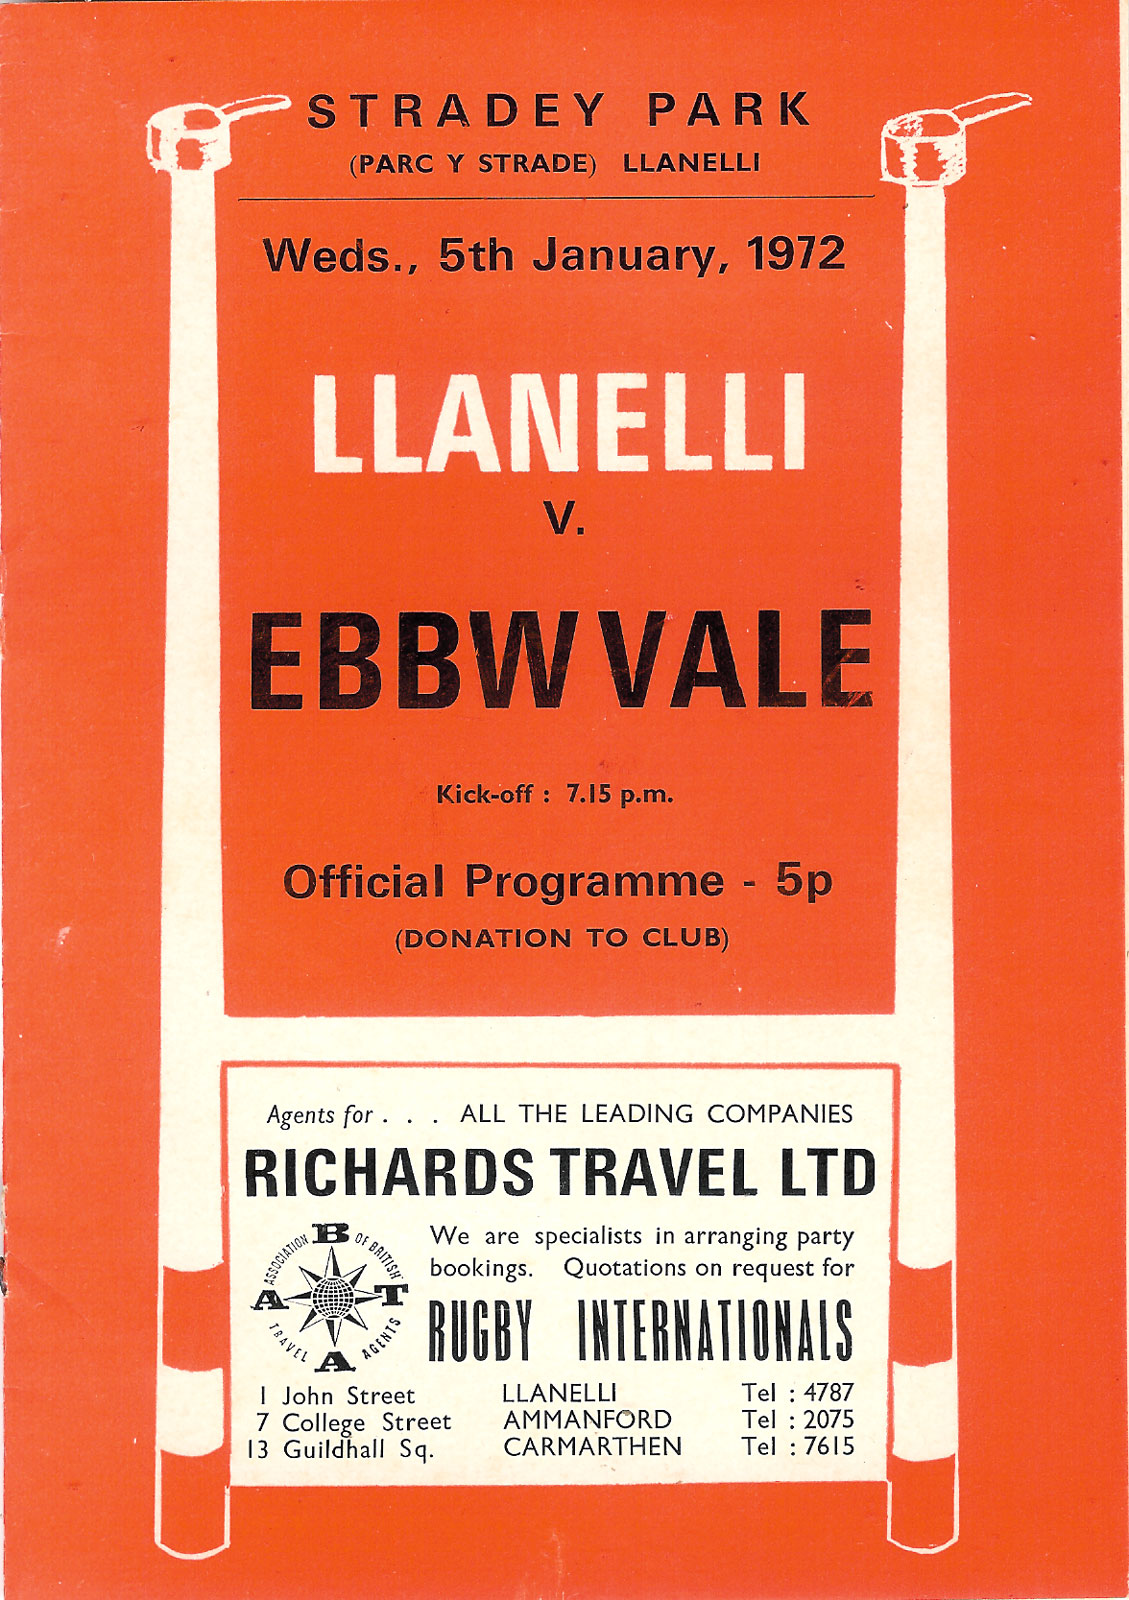 STRADEY PARK
(PARC Y STRADE) LLANELLI
Weds., 5th January, 1972
LLANELLI
V.
EBBW VALE
Kick-off : 7.15 p.m.
Official Programme - 5p
(DONATION TO CLUB)
Agents for . . . ALL THE LEADING COMPANIES
RICHARDS TRAVEL LTD
ABTA
ASSOCIATION OF BRITISH TRAVEL AGENTS
We are specialists in arranging party
bookings. Quotations on request for
RUGBY INTERNATIONALS
1 John Street LLANELLI Tel : 4787
7 College Street AMMANFORD Tel : 2075
13 Guildhall Sq. CARMARTHEN Tel : 7615